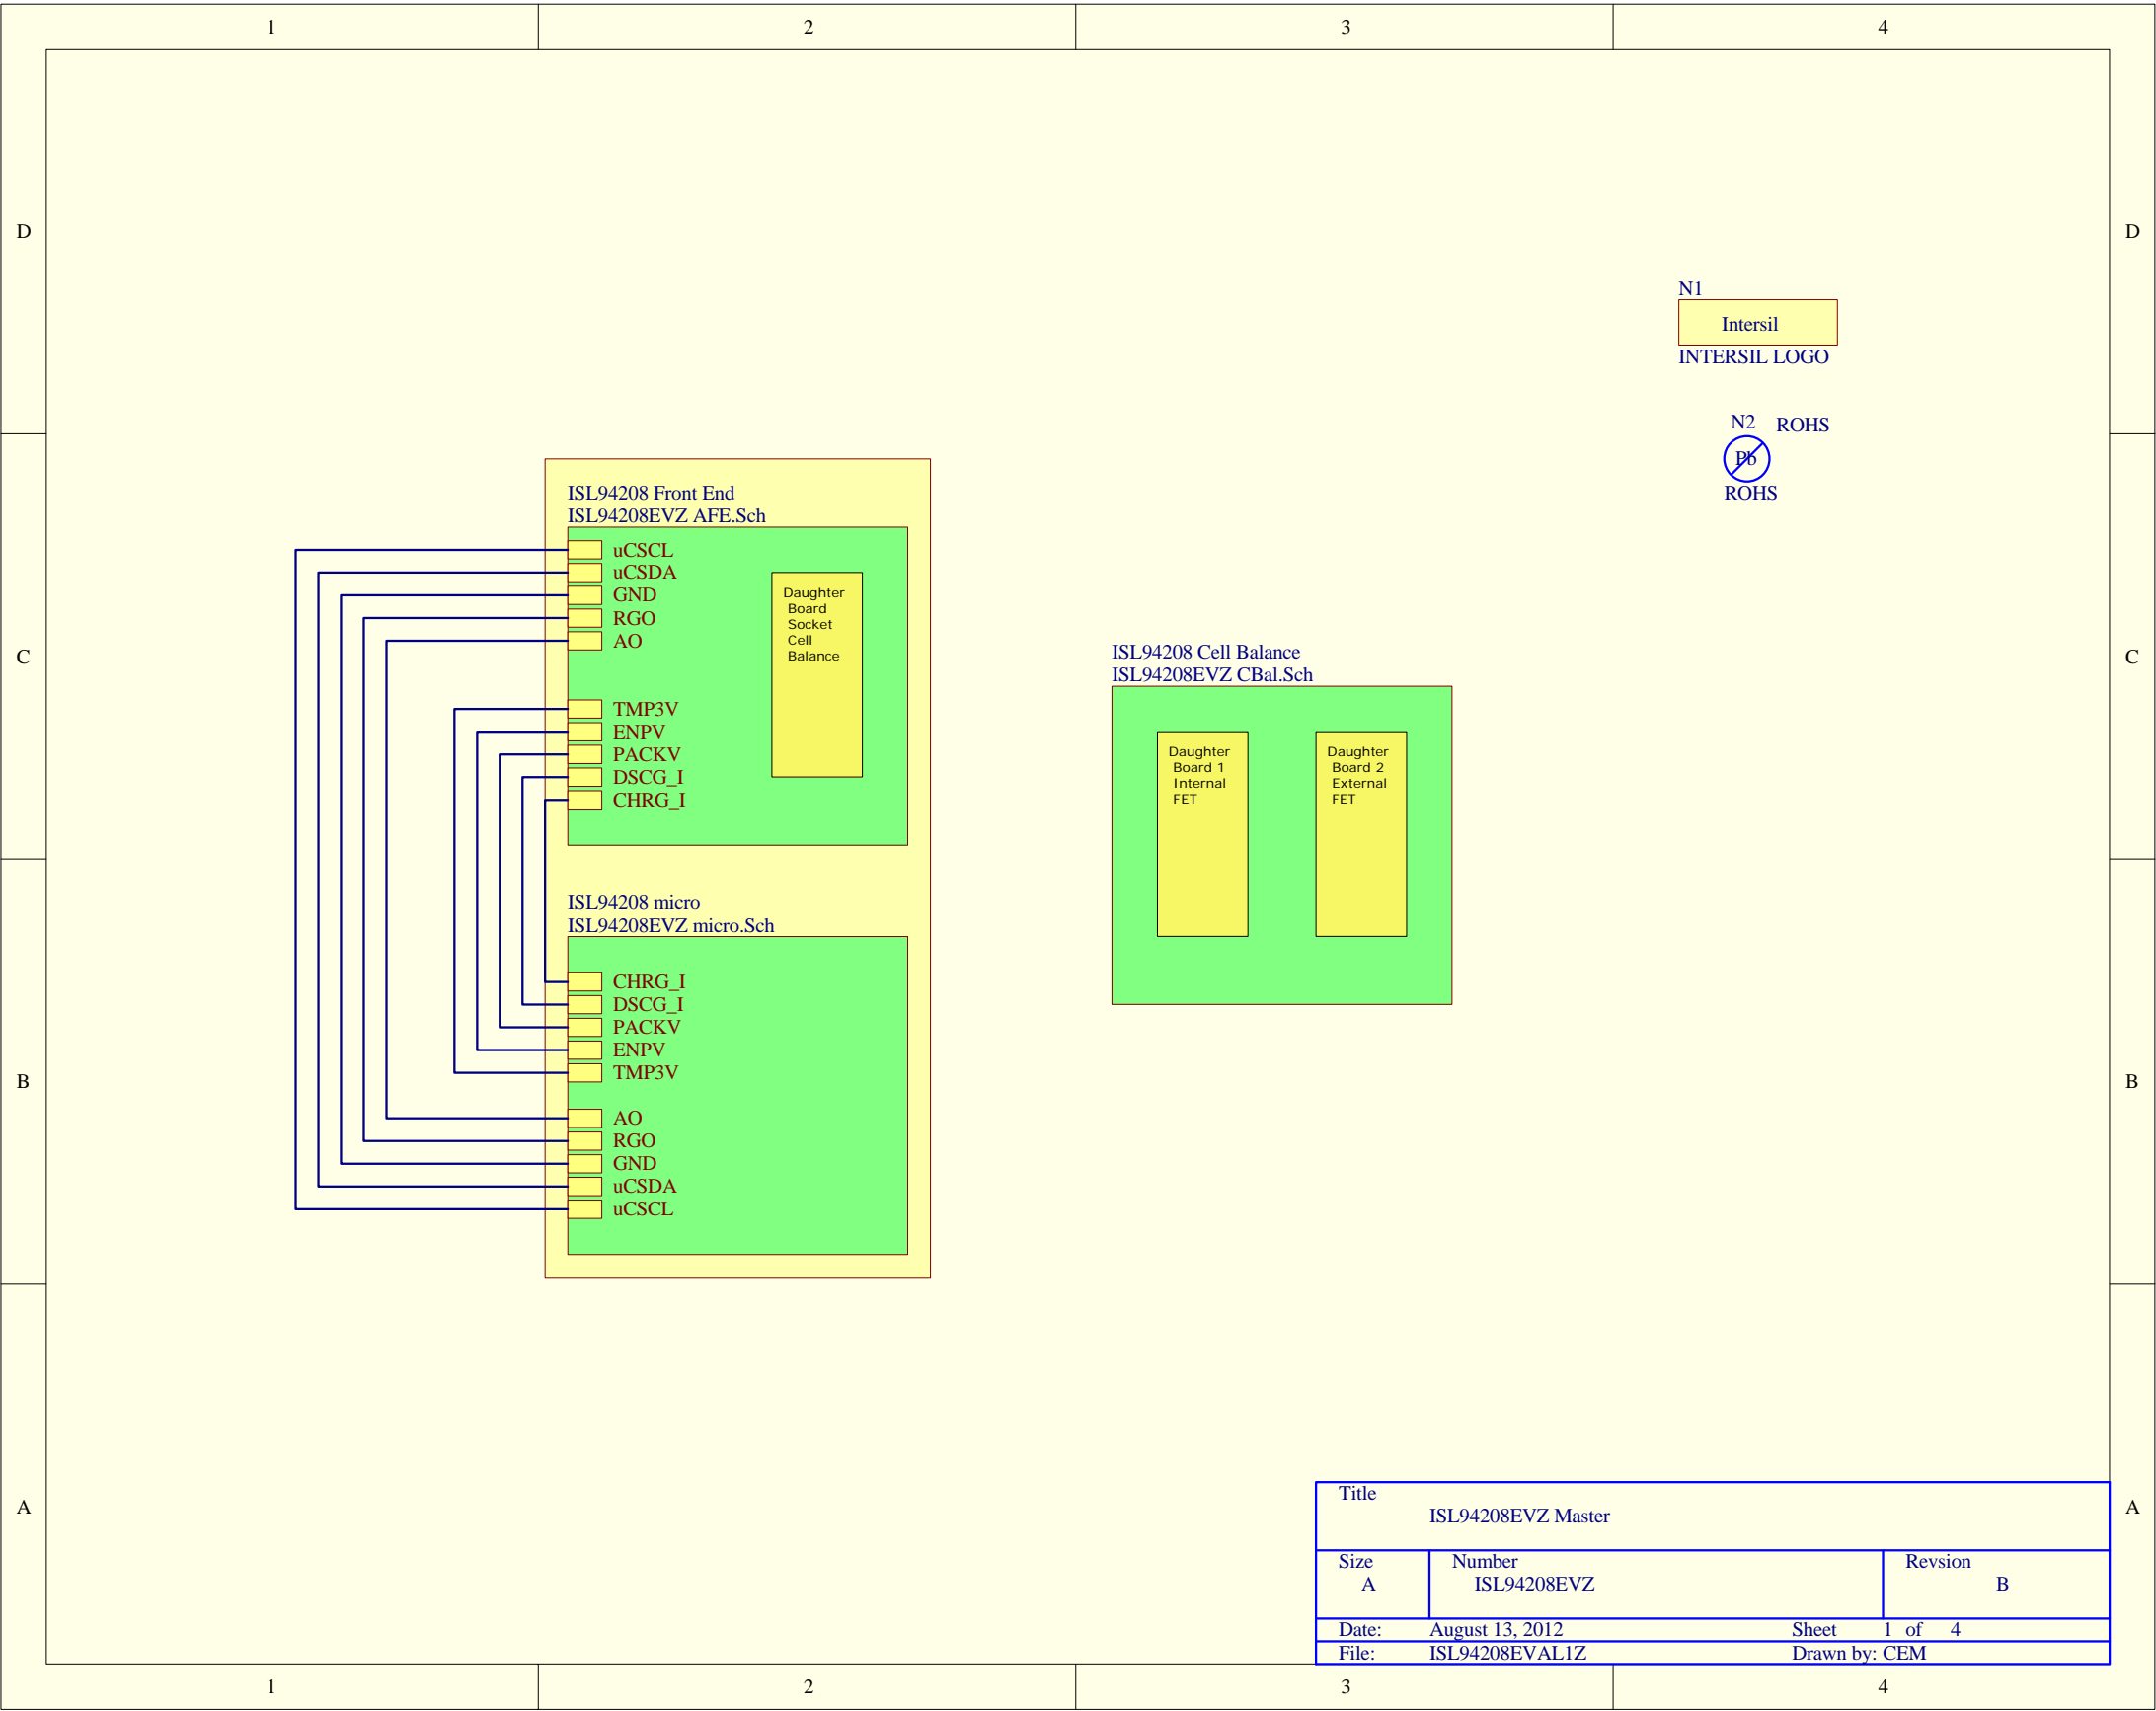 1 2 3 4
D D
N1
Intersil
INTERSIL LOGO
N2 ROHS
Pb
ROHS
ISL94208 Front End
ISL94208EVZ AFE.Sch
uCSCL
uCSDA
GND
RGO
AO
TMP3V
ENPV
PACKV
DSCG_I
CHRG_I
Daughter
Board
Socket
Cell
Balance
C C
ISL94208 Cell Balance
ISL94208EVZ CBal.Sch
Daughter
Board 1
Internal
FET
Daughter
Board 2
External
FET
ISL94208 micro
ISL94208EVZ micro.Sch
CHRG_I
DSCG_I
PACKV
ENPV
TMP3V
AO
RGO
GND
uCSDA
uCSCL
B B
A A
Title
ISL94208EVZ Master
Size Number Revsion
A ISL94208EVZ B
Date: August 13, 2012 Sheet 1 of 4
File: ISL94208EVAL1Z Drawn by: CEM
1 2 3 4